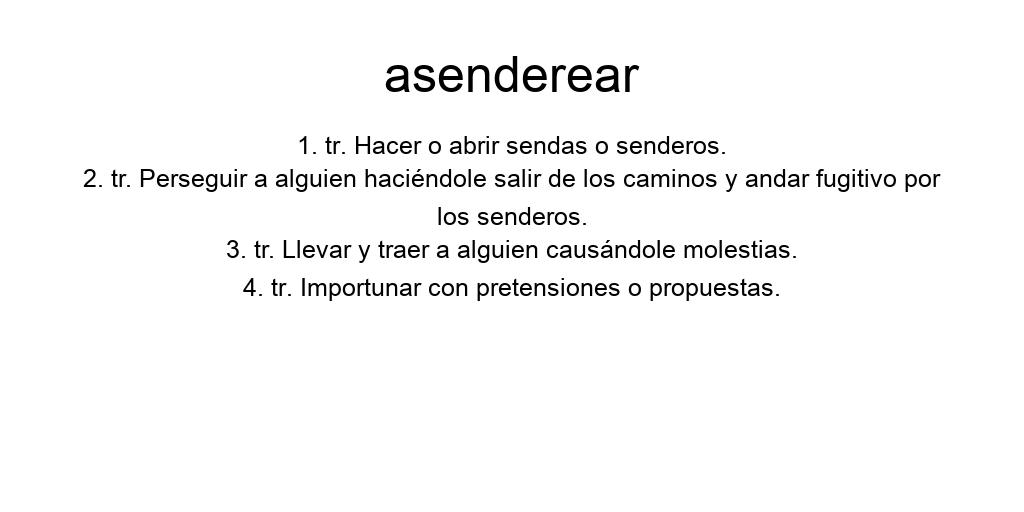 asenderear
1. tr. Hacer o abrir sendas o senderos.
2. tr. Perseguir a alguien haciéndole salir de los caminos y andar fugitivo por
los senderos.
3. tr. Llevar y traer a alguien causándole molestias.
4. tr. Importunar con pretensiones o propuestas.